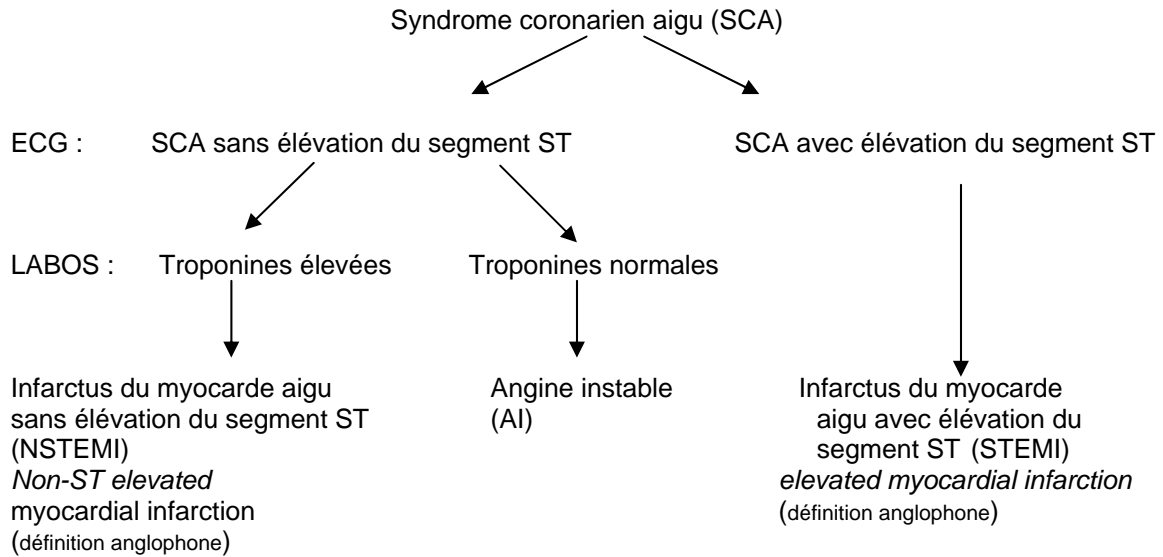 Syndrome coronarien aigu (SCA)
ECG : SCA sans élévation du segment ST SCA avec élévation du segment ST
LABOS : Troponines élevées Troponines normales
Infarctus du myocarde aigu
sans élévation du segment ST
(NSTEMI)
Non-ST elevated
myocardial infarction
(définition anglophone)
Angine instable
(AI)
Infarctus du myocarde
aigu avec élévation du
segment ST (STEMI)
elevated myocardial infarction
(définition anglophone)